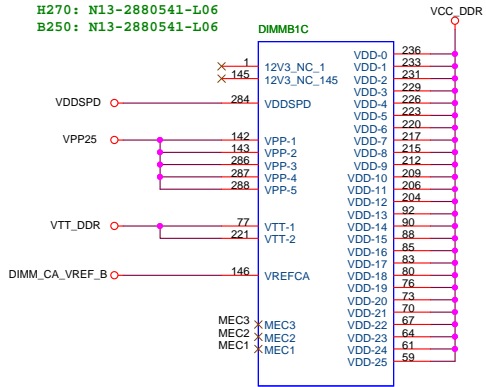 H270: N13-2880541-L06
B250: N13-2880541-L06
VCC_DDR
DIMMB1C
1 12V3_NC_1
145 12V3_NC_145
VDDSPD 284 VDDSPD
VPP25 142 VPP-1
143 VPP-2
286 VPP-3
287 VPP-4
288 VPP-5
VTT_DDR 77 VTT-1
221 VTT-2
DIMM_CA_VREF_B 146 VREFCA
MEC3 MEC3
MEC2 MEC2
MEC1 MEC1
VDD-0 236
VDD-1 233
VDD-2 231
VDD-3 229
VDD-4 226
VDD-5 223
VDD-6 220
VDD-7 217
VDD-8 215
VDD-9 212
VDD-10 209
VDD-11 206
VDD-12 204
VDD-13 92
VDD-14 90
VDD-15 88
VDD-16 85
VDD-17 83
VDD-18 80
VDD-19 76
VDD-20 73
VDD-21 70
VDD-22 67
VDD-23 64
VDD-24 61
VDD-25 59